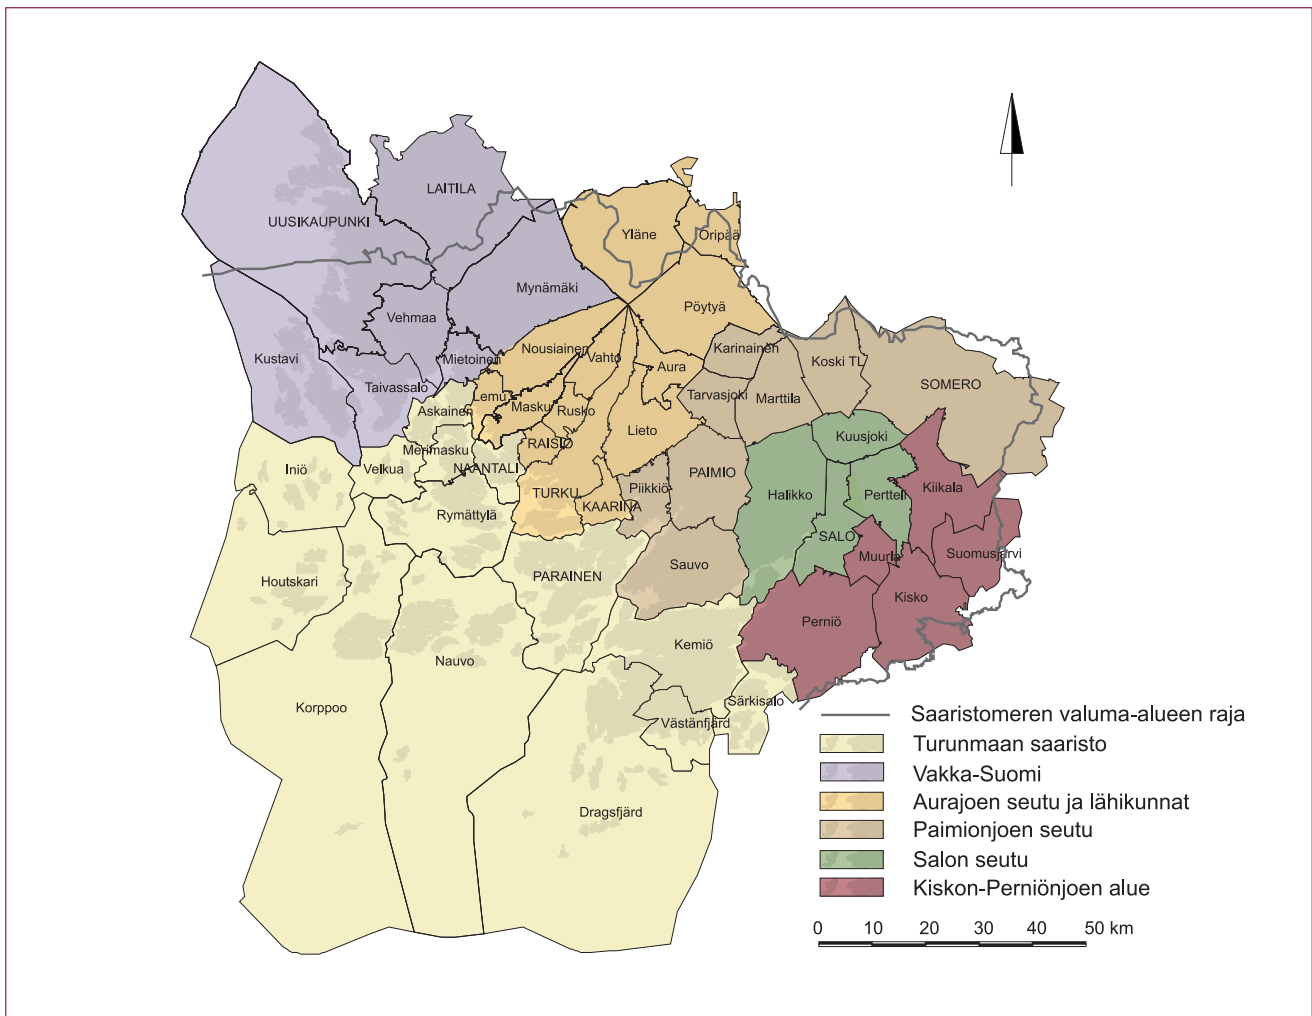 LAITILA
UUSIKAUPUNKI
Yläne
Oripää
Mynämäki
Pöytyä
Vehmaa
Kustavi
Nousiainen
Vahto
Karinainen
Mietoinen
Aura
Koski TL
Taivassalo
SOMERO
Lemu
Tarvasjoki
Marttila
Askainen
Masku
Rusko
Lieto
Kuusjoki
RAISIO
Merimasku
Iniö
Velkua
NAANTALI
PAIMIO
Piikkiö
Kiikala
TURKU
Halikko
Pertteli
KAARINA
Rymättylä
SALO
Muurla
Suomusjärvi
Sauvo
PARAINEN
Houtskari
Kisko
Perniö
Kemiö
Nauvo
Särkisalo
Korppoo
Västänfjärd
Dragsfjärd
Saaristomeren valuma-alueen raja
Turunmaan saaristo
Vakka-Suomi
Aurajoen seutu ja lähikunnat
Paimionjoen seutu
Salon seutu
Kiskon-Perniönjoen alue
0 10 20 30 40 50 km